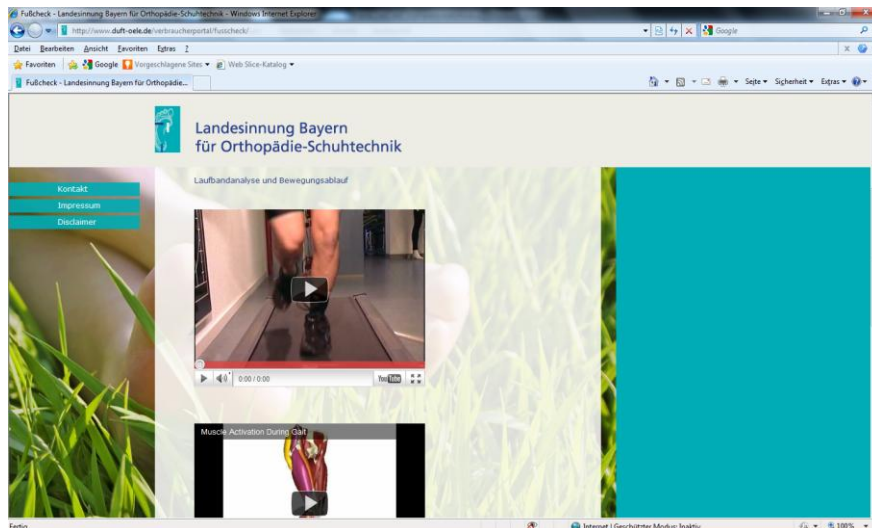 Fußcheck - Landesinnung Bayern für Orthopädie-Schuhtechnik - Windows Internet Explorer
http://www.duft-oele.de/verbraucherportal/fusscheck/
Google
Datei Bearbeiten Ansicht Favoriten Extras ?
Favoriten Google Vorgeschlagene Sites Web Slice-Katalog
Fußcheck - Landesinnung Bayern für Orthopädie...
Seite Sicherheit Extras
Landesinnung Bayern
für Orthopädie-Schuhtechnik
Laufbandanalyse und Bewegungsablauf
Kontakt
Impressum
Disclaimer
0:00 / 0:00
YouTube
Muscle Activation During Gait
Fertig
Internet | Geschützter Modus: Inaktiv
100%